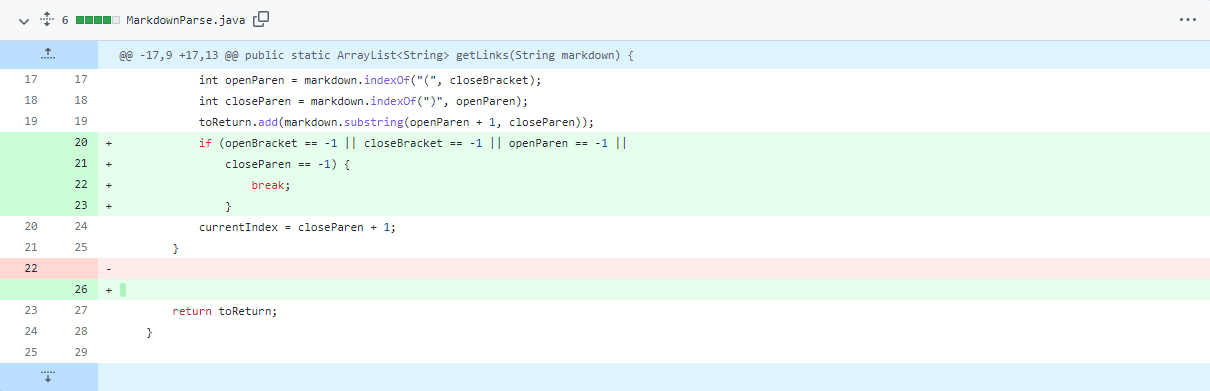 6 MarkdownParse.java
@@ -17,9 +17,13 @@ public static ArrayList<String> getLinks(String markdown) {
17 17 int openParen = markdown.indexOf("(", closeBracket);
18 18 int closeParen = markdown.indexOf(")", openParen);
19 19 toReturn.add(markdown.substring(openParen + 1, closeParen));
20 + if (openBracket == -1 || closeBracket == -1 || openParen == -1 ||
21 + closeParen == -1) {
22 + break;
23 + }
20 24 currentIndex = closeParen + 1;
21 25 }
22 -
26 +
23 27 return toReturn;
24 28 }
25 29